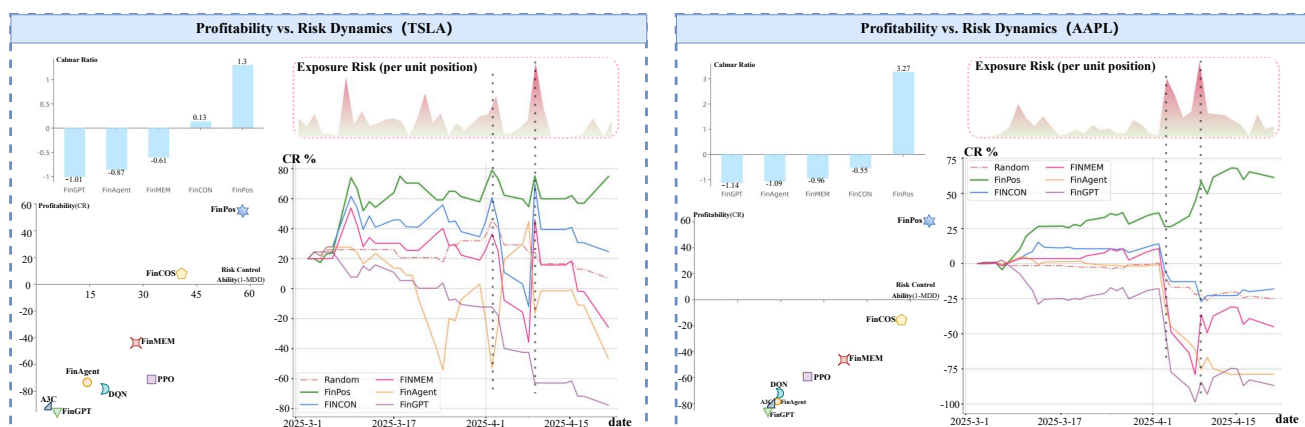 Profitability vs. Risk Dynamics (TSLA)
Calmar Ratio
1.3
1
0.5
0.13
0
-0.5
-0.61
-0.87
-1
-1.01
FinGPT FinAgent FinMEM FinCON FinPos
Exposure Risk (per unit position)
60
Profitability(CR)
FinPos
40
20
FinCOS
Risk Control
Ability(1-MDD)
0
15 30 45 60
-20
-40
FinMEM
-60
FinAgent
PPO
-80
DQN
A3C
FinGPT
CR %
80
60
40
20
0
-20
-40
-60
-80
Random FINMEM
FinPos FinAgent
FINCON FinGPT
2025-3-1 2025-3-17 2025-4-1 2025-4-15 date
Profitability vs. Risk Dynamics (AAPL)
Calmar Ratio
3.27
3
2
1
0
-0.55
-0.96
-1
-1.09
-1.14
FinGPT FinAgent FinMEM FinCON FinPos
Exposure Risk (per unit position)
Profitability(CR)
60
FinPos
40
20
Risk Control
Ability(1-MDD)
0
FinCOS
-20
-40
FinMEM
-60
PPO
DQN
-80
A3C
FinAgent
FinGPT
CR %
75
50
25
0
-25
-50
-75
-100
Random FINMEM
FinPos FinAgent
FINCON FinGPT
2025-3-1 2025-3-17 2025-4-1 2025-4-15 date